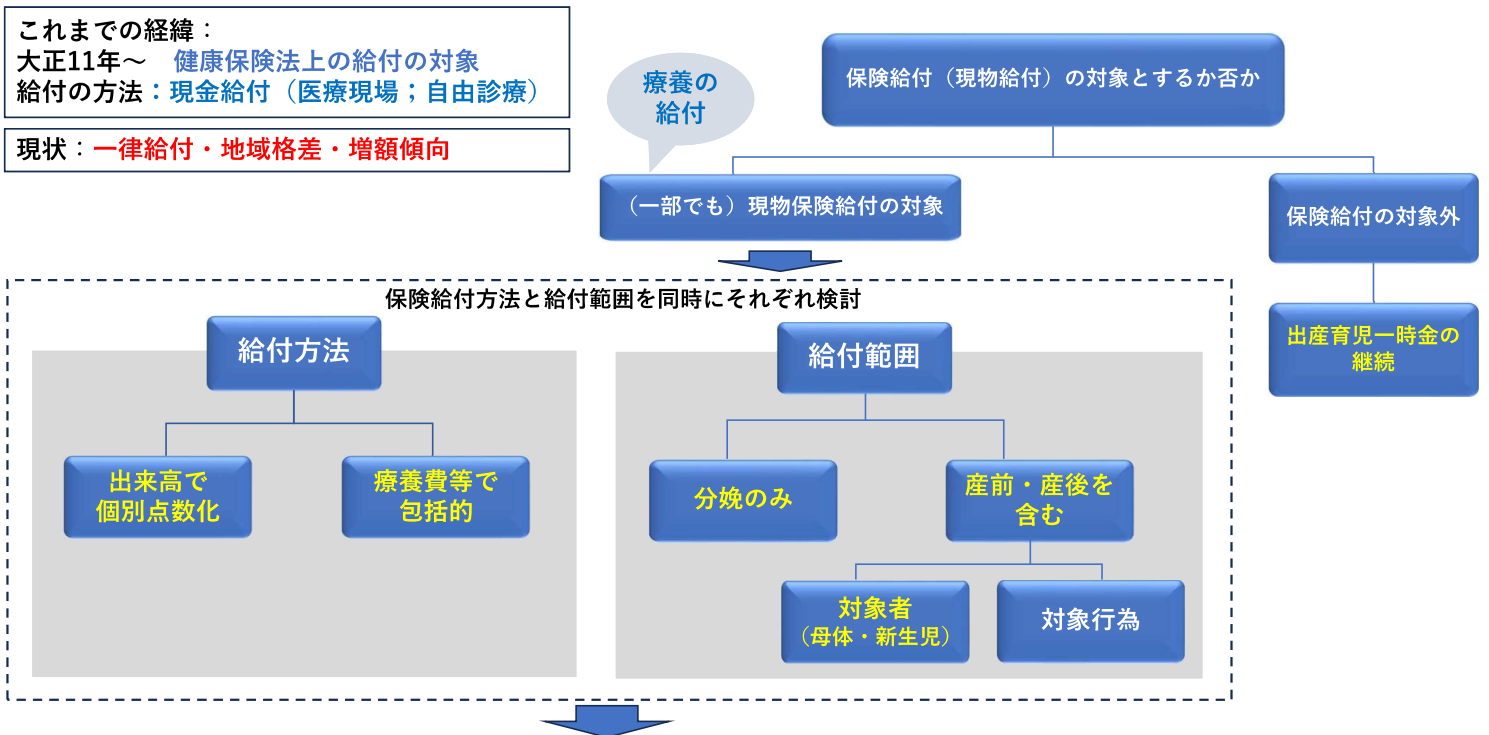 これまでの経緯：
大正11年～　健康保険法上の給付の対象
給付の方法：現金給付（医療現場；自由診療）
現状：一律給付・地域格差・増額傾向
保険給付（現物給付）の対象とするか否か
療養の
給付
（一部でも）現物保険給付の対象
保険給付の対象外
出産育児一時金の
継続
保険給付方法と給付範囲を同時にそれぞれ検討
給付方法
出来高で
個別点数化
療養費等で
包括的
給付範囲
分娩のみ
産前・産後を
含む
対象者
（母体・新生児）
対象行為